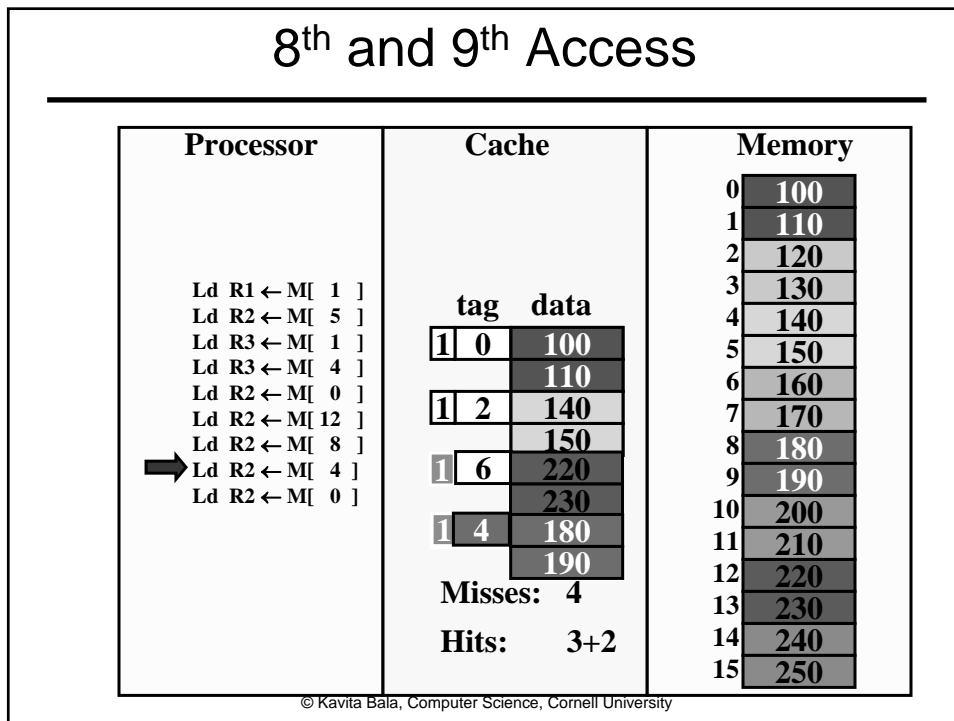 8th and 9th Access
Processor
Ld R1 ← M[ 1 ]
Ld R2 ← M[ 5 ]
Ld R3 ← M[ 1 ]
Ld R3 ← M[ 4 ]
Ld R2 ← M[ 0 ]
Ld R2 ← M[ 12 ]
Ld R2 ← M[ 8 ]
Ld R2 ← M[ 4 ]
Ld R2 ← M[ 0 ]
Cache
tag data
1 0 100
110
1 2 140
150
1 6 220
230
1 4 180
190
Misses: 4
Hits: 3+2
Memory
0 100
1 110
2 120
3 130
4 140
5 150
6 160
7 170
8 180
9 190
10 200
11 210
12 220
13 230
14 240
15 250
© Kavita Bala, Computer Science, Cornell University